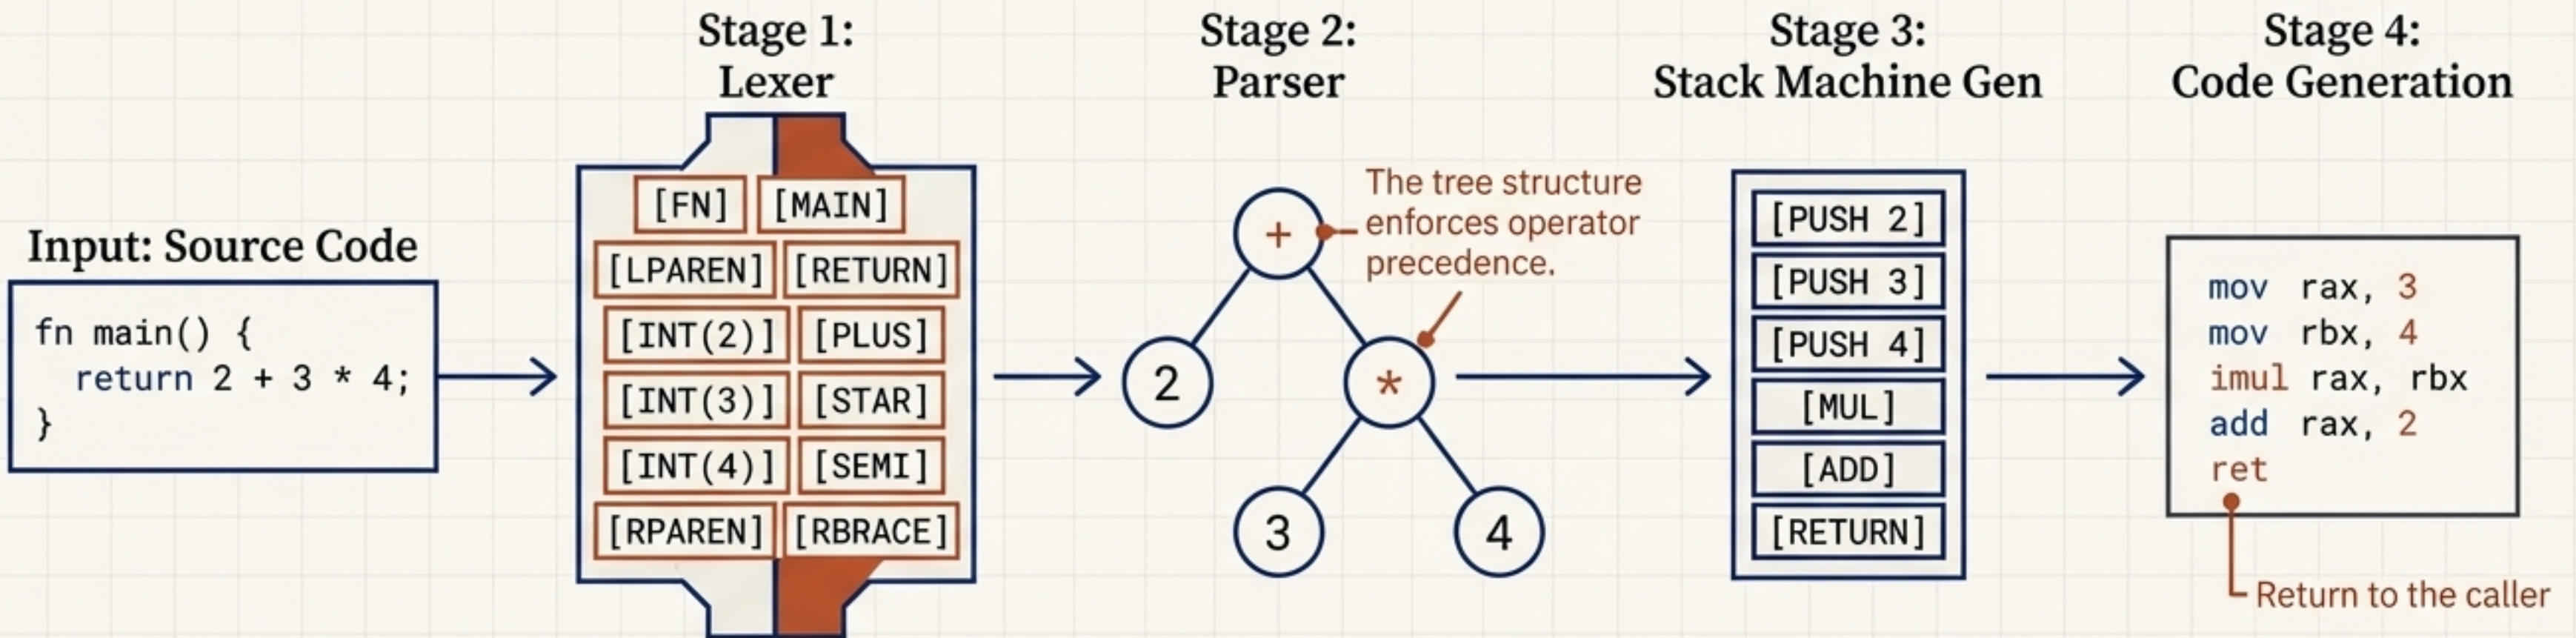 Input: Source Code
fn main() {
return 2 + 3 * 4;
}
Stage 1:
Lexer
[FN] [MAIN]
[LPAREN] [RETURN]
[INT(2)] [PLUS]
[INT(3)] [STAR]
[INT(4)] [SEMI]
[RPAREN] [RBRACE]
Stage 2:
Parser
+
The tree structure
enforces operator
precedence.
2 *
3 4
Stage 3:
Stack Machine Gen
[PUSH 2]
[PUSH 3]
[PUSH 4]
[MUL]
[ADD]
[RETURN]
Stage 4:
Code Generation
mov rax, 3
mov rbx, 4
imul rax, rbx
add rax, 2
ret
Return to the caller